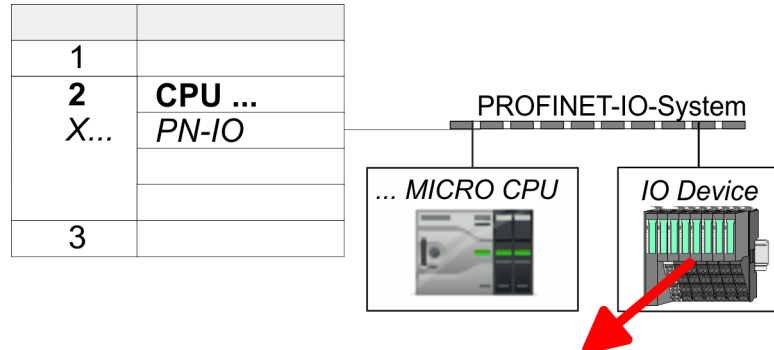 1
2 CPU ...
X... PN-IO
3
PROFINET-IO-System
... MICRO CPU
IO Device